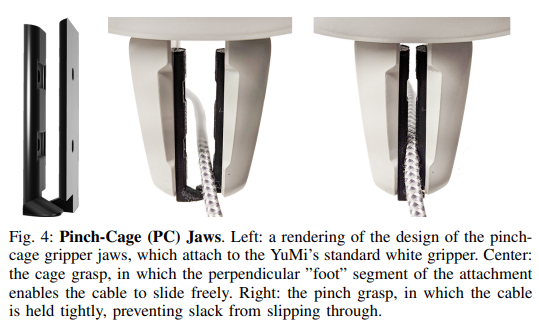 Fig. 4: Pinch-Cage (PC) Jaws. Left: a rendering of the design of the pinch-
cage gripper jaws, which attach to the YuMi's standard white gripper. Center:
the cage grasp, in which the perpendicular ”foot” segment of the attachment
enables the cable to slide freely. Right: the pinch grasp, in which the cable
is held tightly, preventing slack from slipping through.